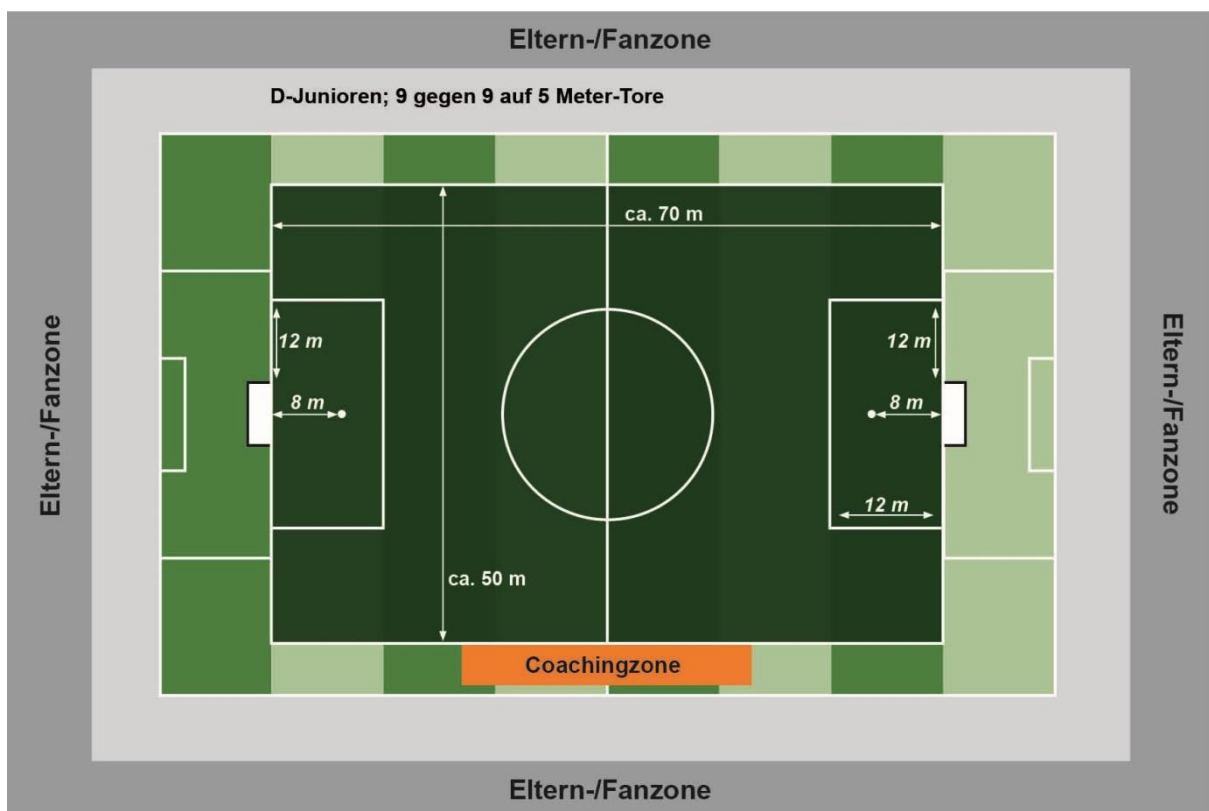 Eltern-/Fanzone
D-Junioren; 9 gegen 9 auf 5 Meter-Tore
ca. 70 m
12 m
12 m
Eltern-/Fanzone
Eltern-/Fanzone
8 m
8 m
12 m
ca. 50 m
Coachingzone
Eltern-/Fanzone